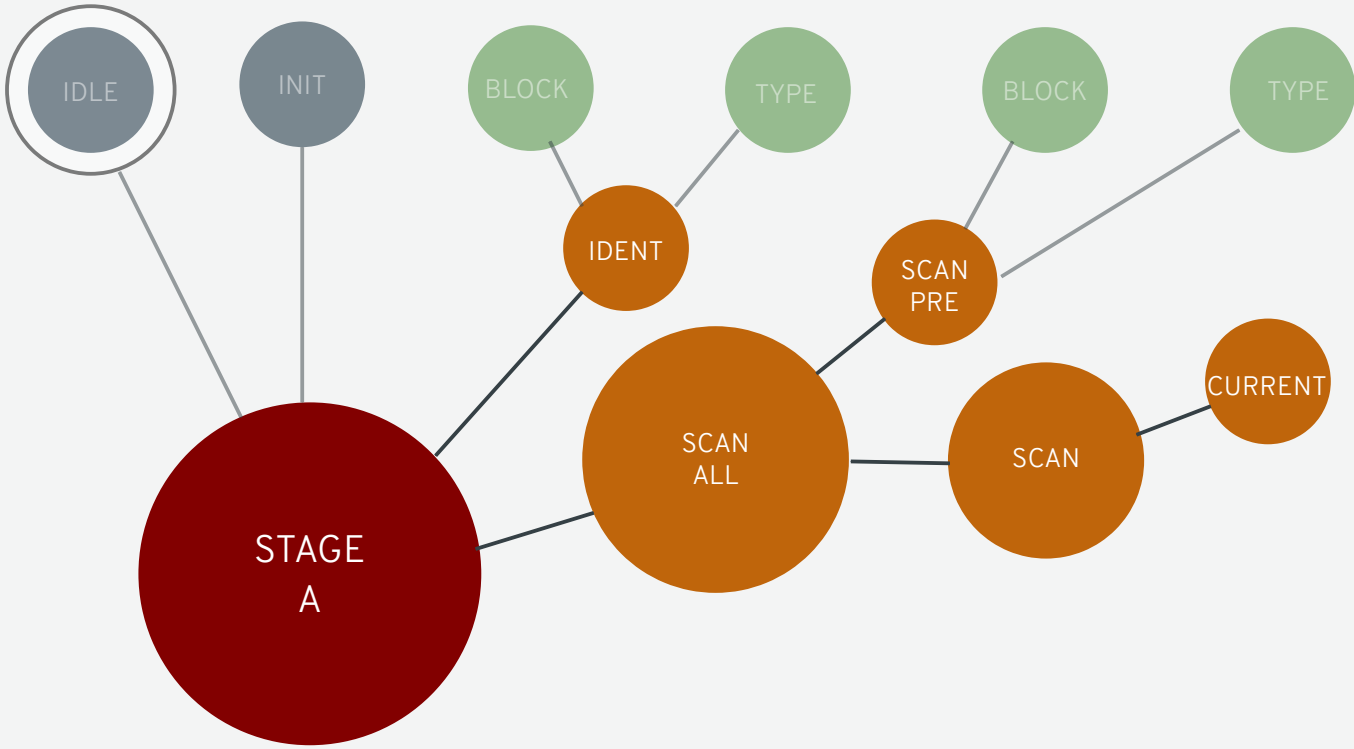 IDLE
INIT
BLOCK
TYPE
BLOCK
TYPE
IDENT
SCAN
PRE
CURRENT
SCAN
ALL
SCAN
STAGE
A